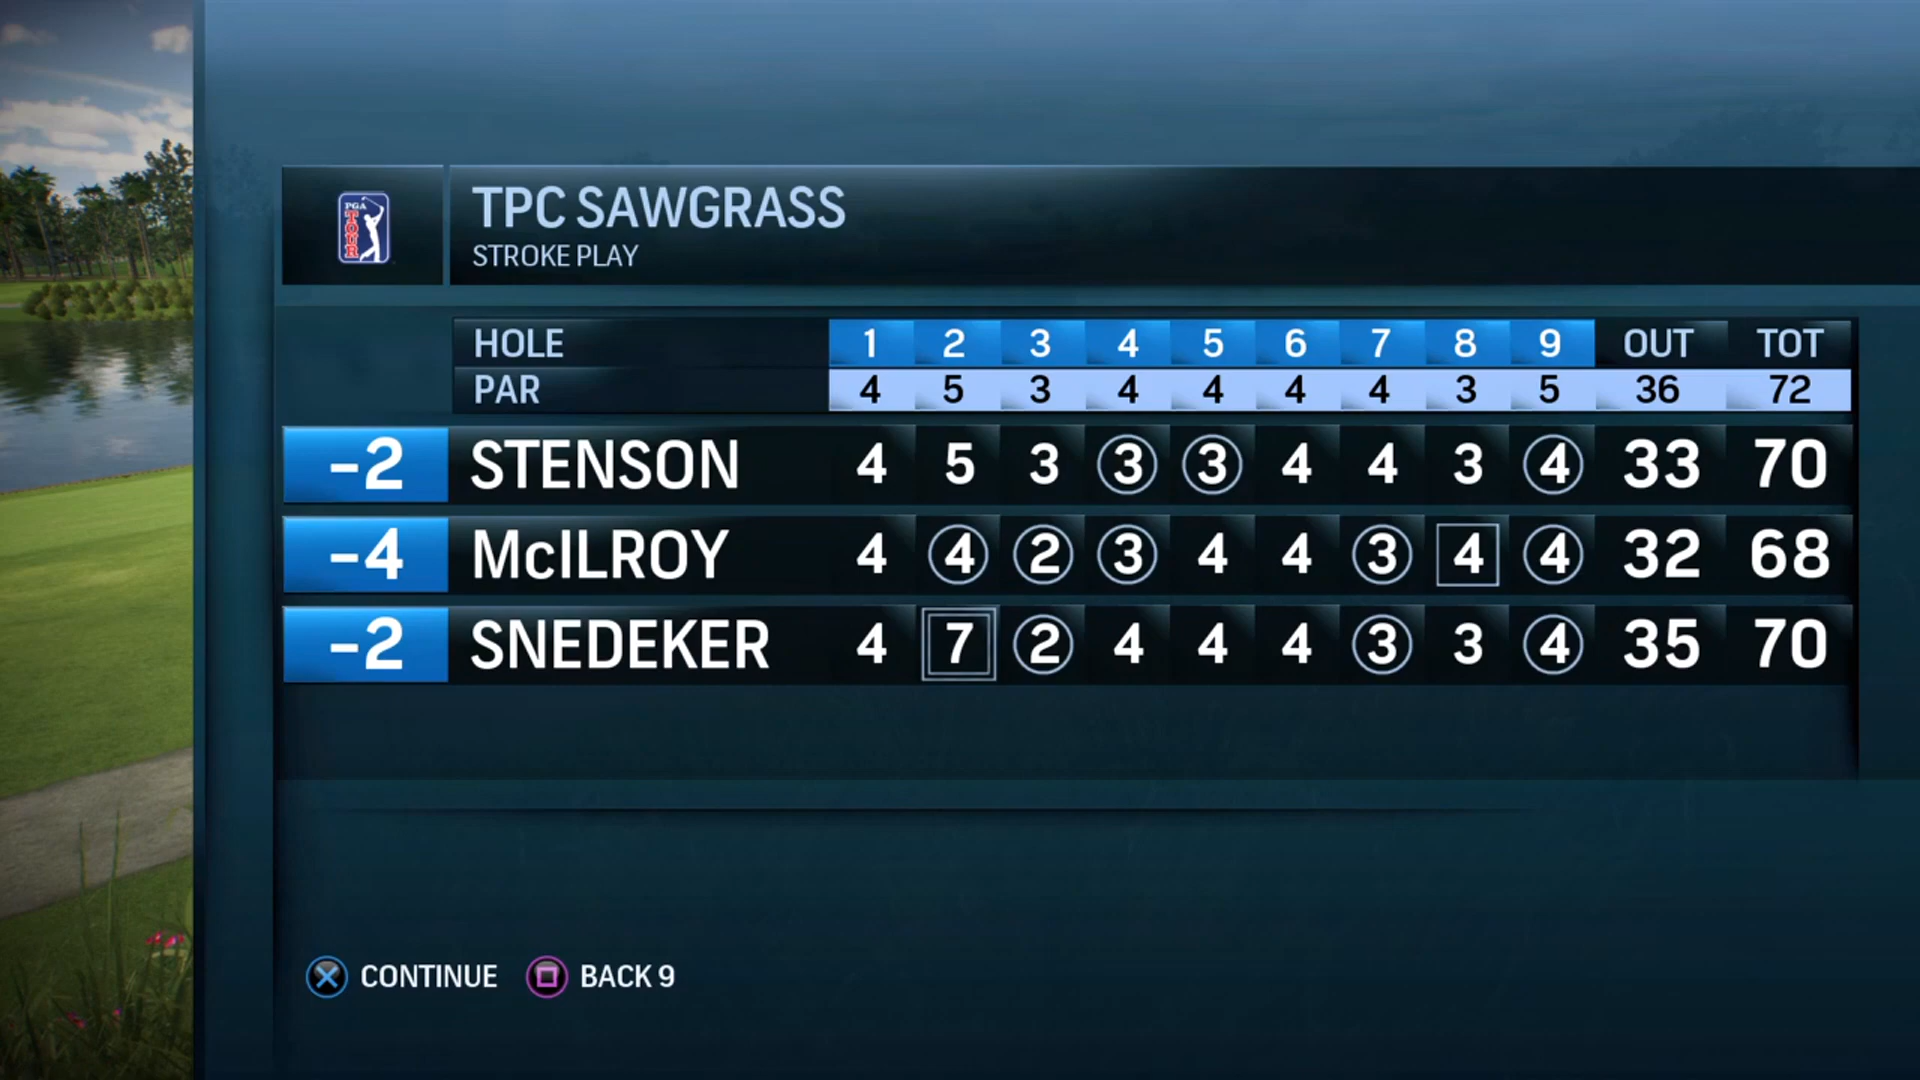 PGA TOUR
TPC SAWGRASS
STROKE PLAY
HOLE 1 2 3 4 5 6 7 8 9 OUT TOT
PAR 4 5 3 4 4 4 4 3 5 36 72
-2 STENSON 4 5 3 3 3 4 4 3 4 33 70
-4 McILROY 4 4 2 3 4 4 3 4 4 32 68
-2 SNEDEKER 4 7 2 4 4 4 3 3 4 35 70
CONTINUE BACK 9